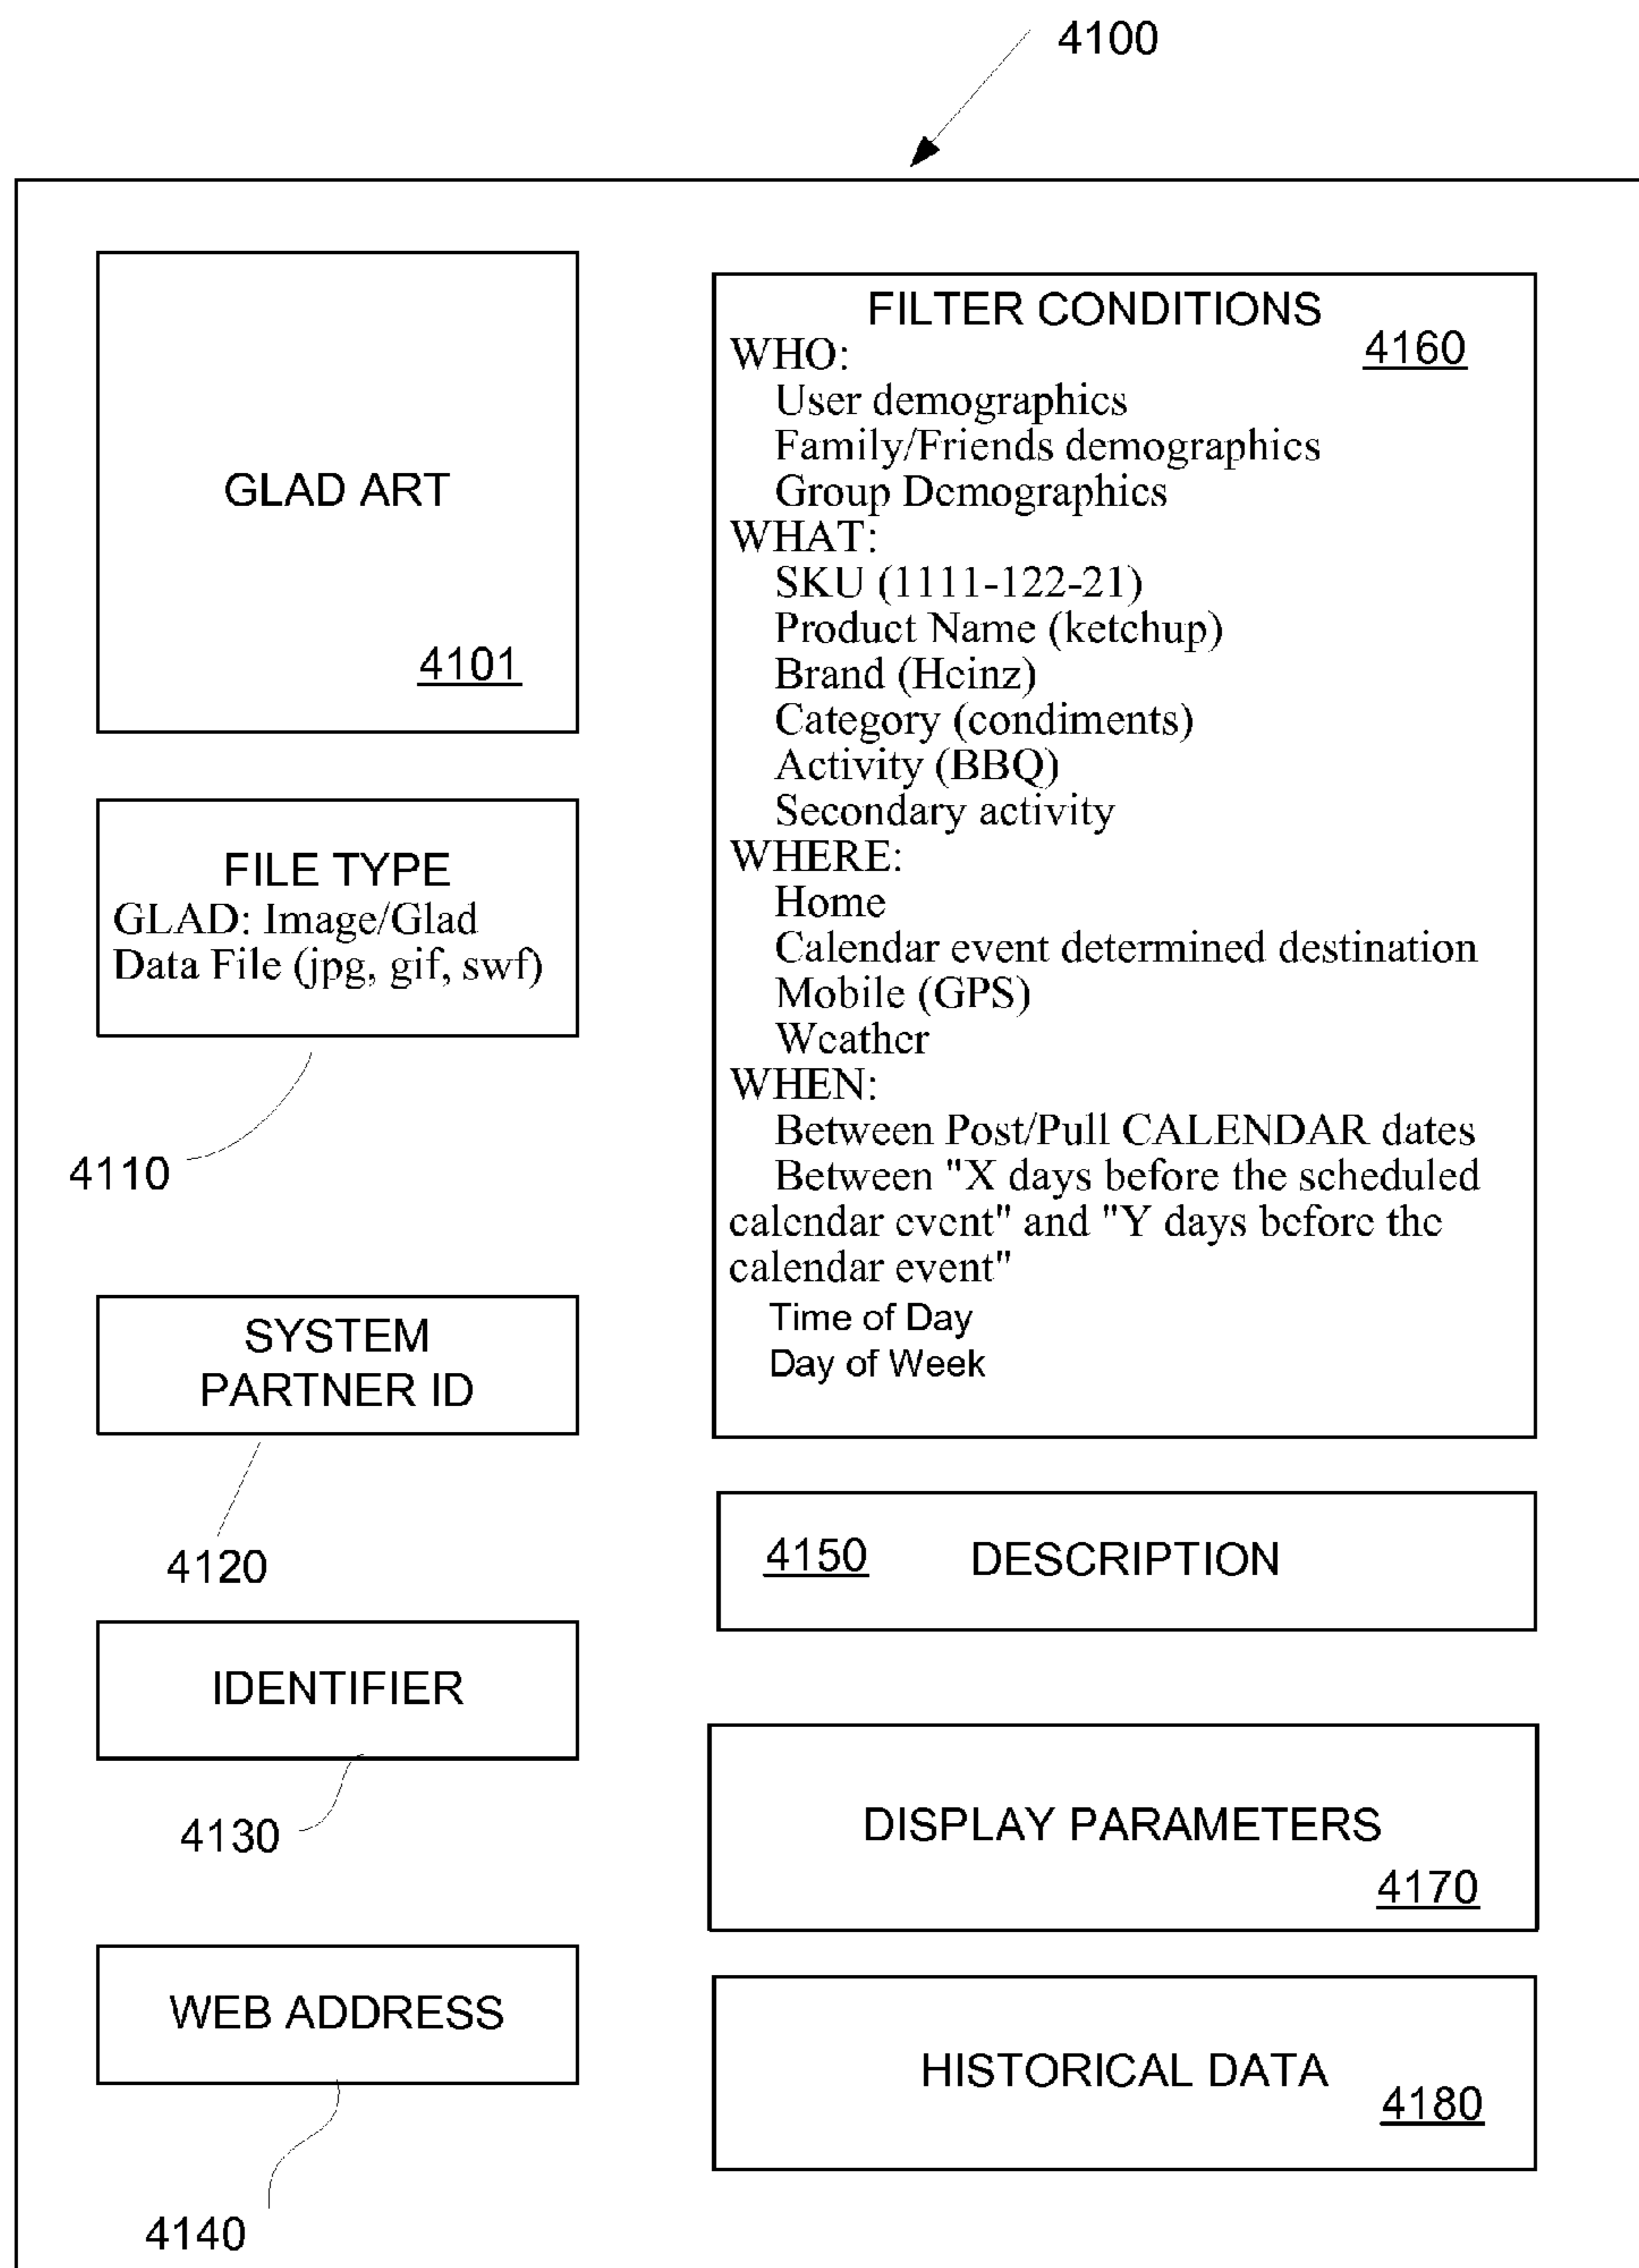 4100
GLAD ART
4101
FILE TYPE
GLAD: Image/Glad
Data File (jpg, gif, swf)
4110
SYSTEM
PARTNER ID
4120
IDENTIFIER
4130
WEB ADDRESS
4140
FILTER CONDITIONS
4160
WHO:
User demographics
Family/Friends demographics
Group Demographics
WHAT:
SKU (1111-122-21)
Product Name (ketchup)
Brand (Heinz)
Category (condiments)
Activity (BBQ)
Secondary activity
WHERE:
Home
Calendar event determined destination
Mobile (GPS)
Weather
WHEN:
Between Post/Pull CALENDAR dates
Between "X days before the scheduled
calendar event" and "Y days before the
calendar event"
Time of Day
Day of Week
4150 DESCRIPTION
DISPLAY PARAMETERS
4170
HISTORICAL DATA
4180